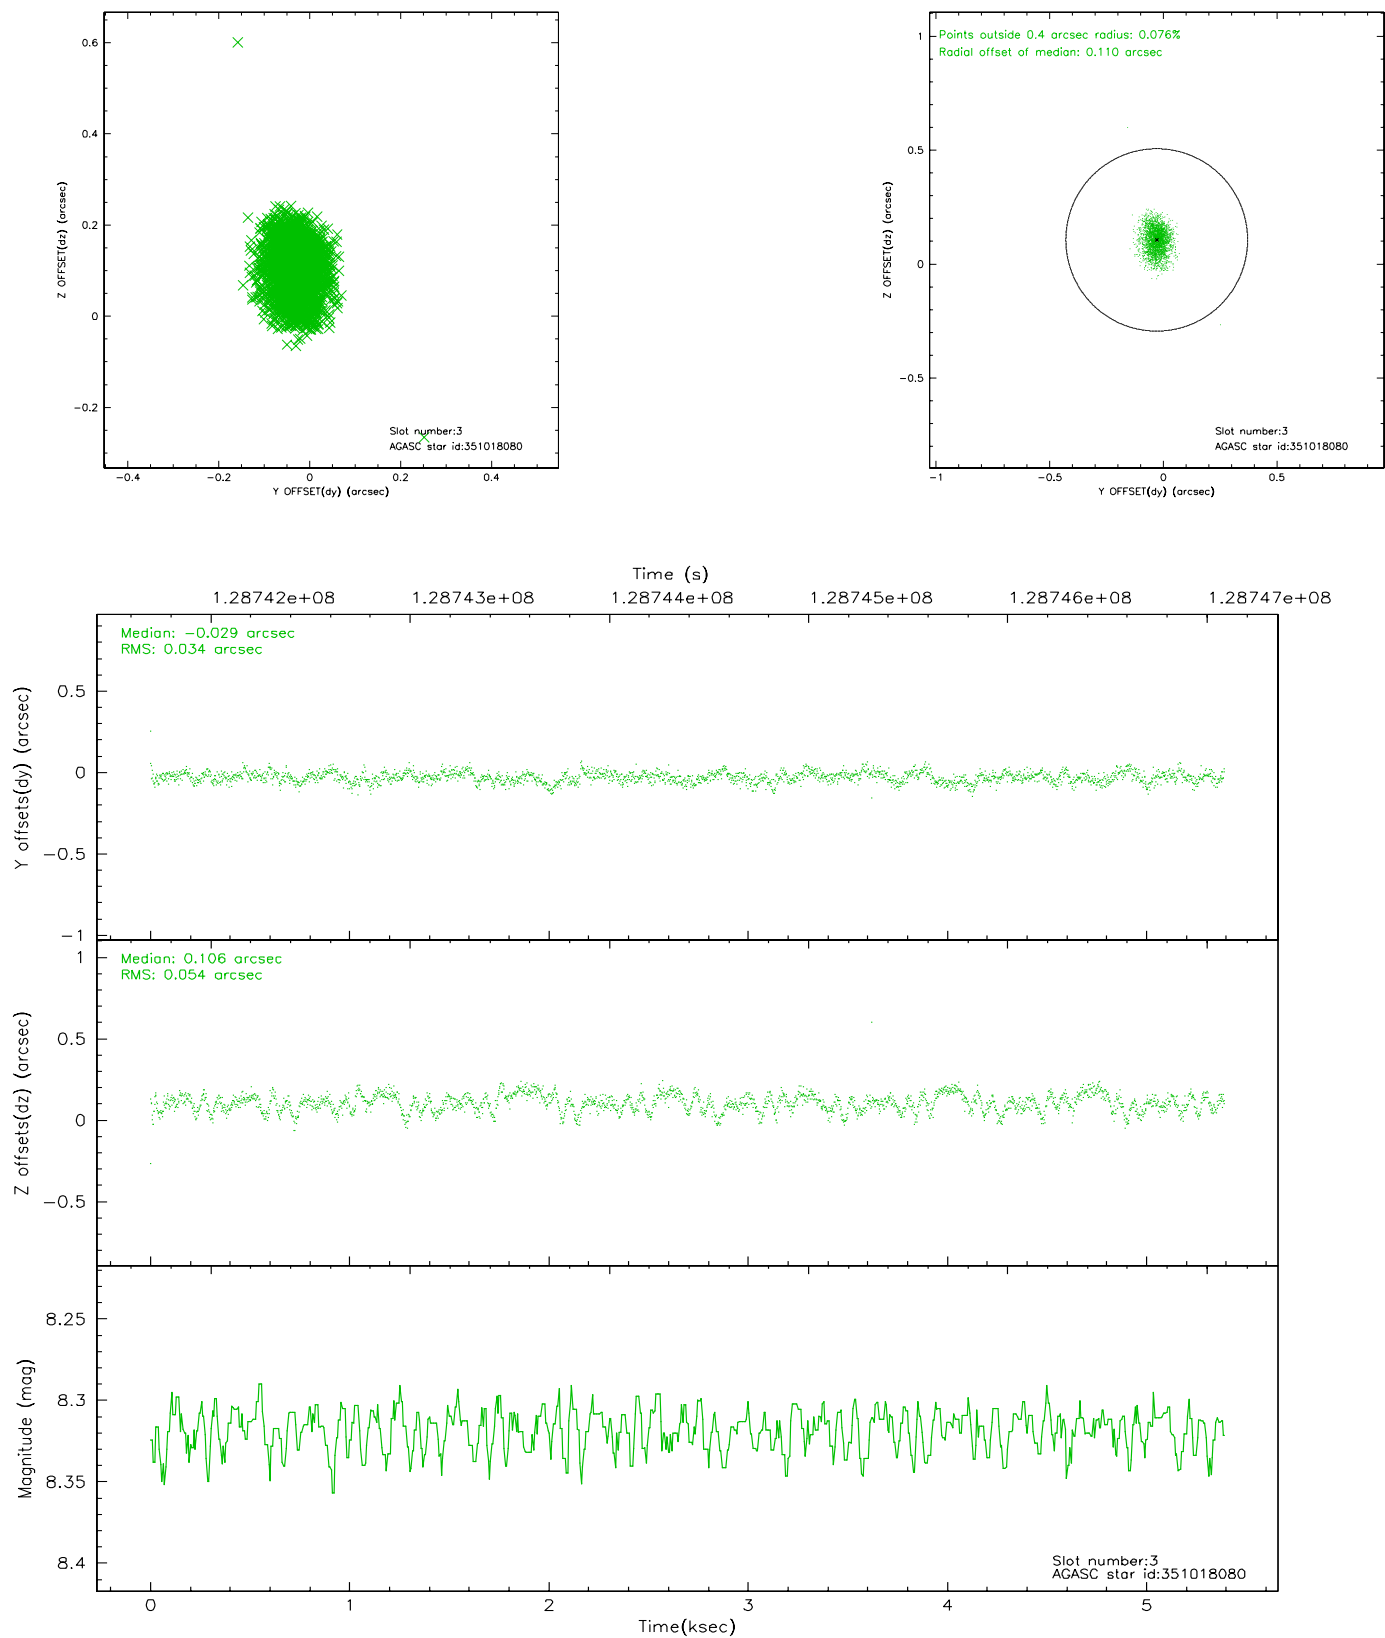 0.6
0.4
0.2
0
−0.2
Z OFFSET(dz) (arcsec)
Slot number:3
AGASC star id:351018080
−0.4 −0.2 0 0.2 0.4
Y OFFSET(dy) (arcsec)
Points outside 0.4 arcsec radius: 0.076%
Radial offset of median: 0.110 arcsec
1
0.5
0
−0.5
Z OFFSET(dz) (arcsec)
Slot number:3
AGASC star id:351018080
−1 −0.5 0 0.5
Y OFFSET(dy) (arcsec)
Time (s)
1.28742e+08 1.28743e+08 1.28744e+08 1.28745e+08 1.28746e+08 1.28747e+08
Median: −0.029 arcsec
RMS: 0.034 arcsec
0.5
0
−0.5
−1
Y offsets(dy) (arcsec)
Median: 0.106 arcsec
RMS: 0.054 arcsec
1
0.5
0
−0.5
Z offsets(dz) (arcsec)
8.25
8.3
8.35
8.4
Magnitude (mag)
Slot number:3
AGASC star id:351018080
0 1 2 3 4 5
Time(ksec)